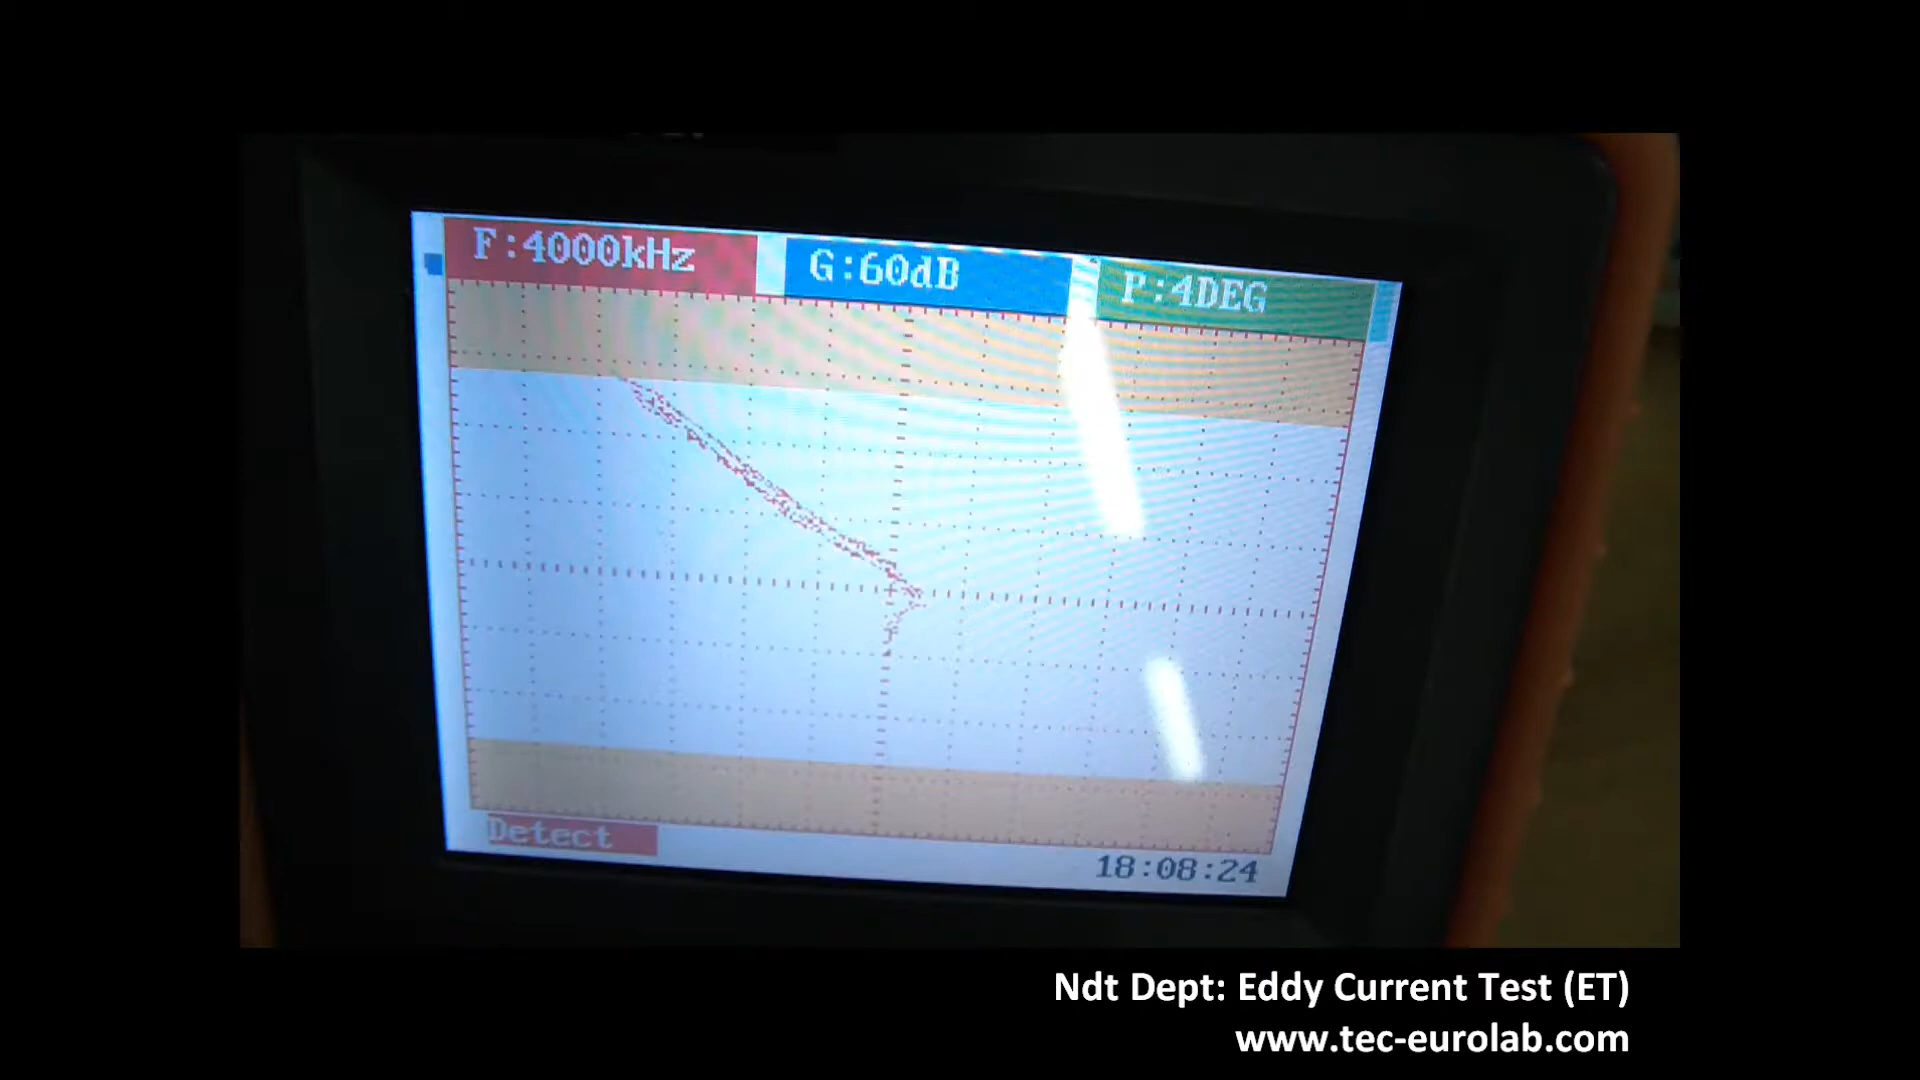 F:4000kHz
G:60dB
P:4DEG
Detect
18:08:24
Ndt Dept: Eddy Current Test (ET)
www.tec-eurolab.com